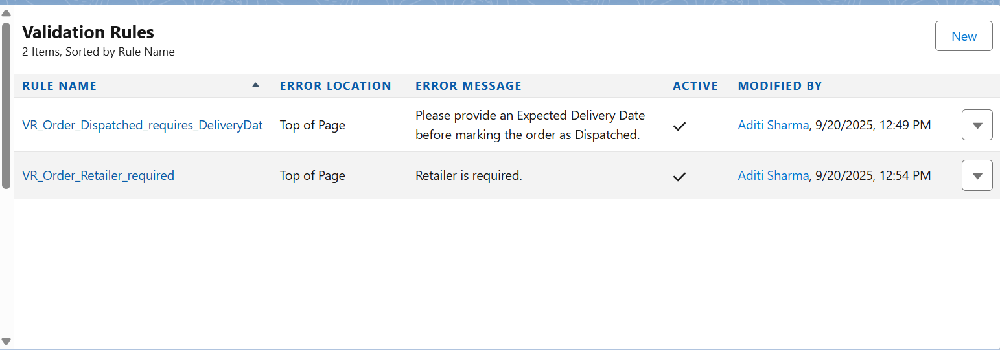 Validation Rules
2 Items, Sorted by Rule Name
New
RULE NAME ERROR LOCATION ERROR MESSAGE ACTIVE MODIFIED BY
VR_Order_Dispatched_requires_DeliveryDat Top of Page Please provide an Expected Delivery Date
before marking the order as Dispatched. Aditi Sharma, 9/20/2025, 12:49 PM
VR_Order_Retailer_required Top of Page Retailer is required. Aditi Sharma, 9/20/2025, 12:54 PM